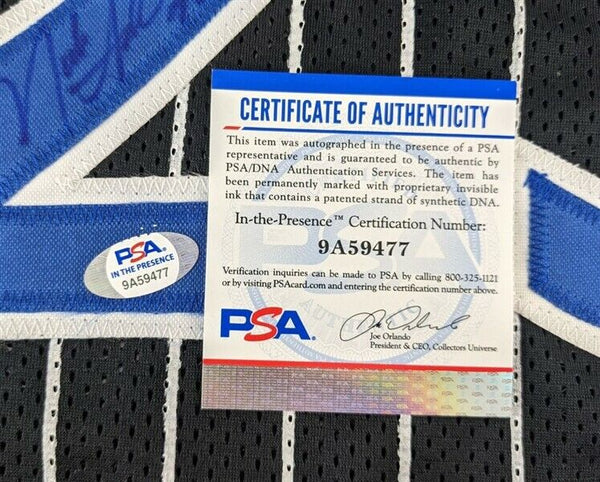 CERTIFICATE OF AUTHENTICITY
This item was autographed in the presence of a PSA
representative and is guaranteed to be authentic by
PSA/DNA Authentication Services. The item has
been permanently marked with proprietary invisible
ink that contains a patented strand of synthetic DNA.
In-the-Presence™ Certification Number:
9A59477
Verification inquiries can be made to PSA by calling 800-325-1121
or by visiting PSAcard.com and entering the certification number above.
PSA
Joe Orlando
President & CEO, Collectors Universe
PSA
IN THE PRESENCE
9A59477